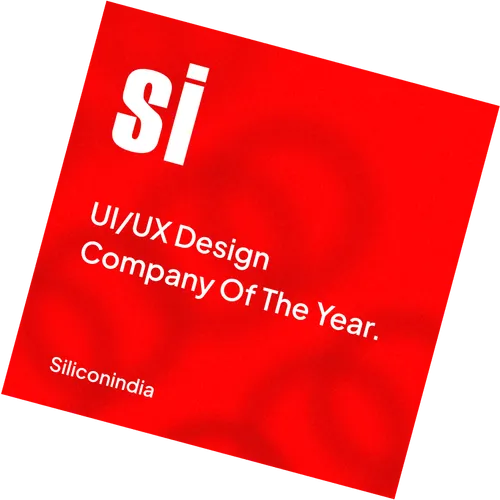 si
UI/UX Design
Company Of The Year.
Siliconindia